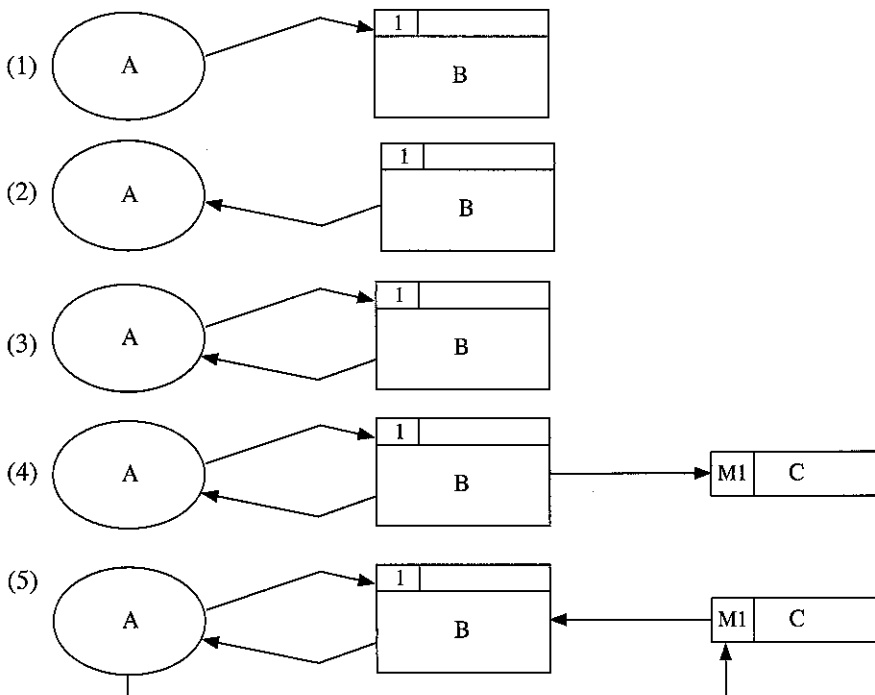 1
(1) A B
1
(2) A B
1
(3) A B
1
(4) A B M1 C
(5) 1
A B M1 C